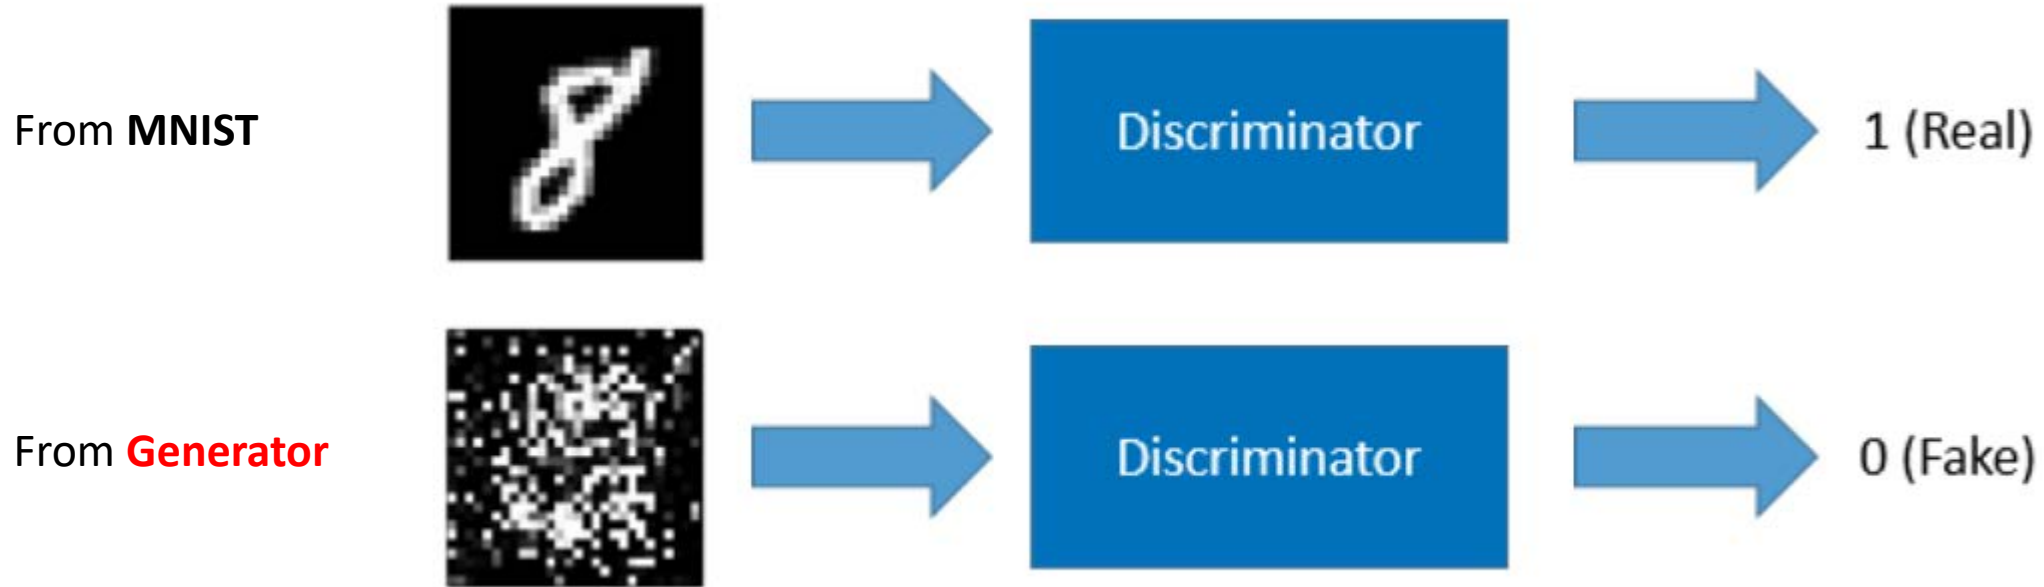 From MNIST
Discriminator
1 (Real)
From Generator
Discriminator
0 (Fake)